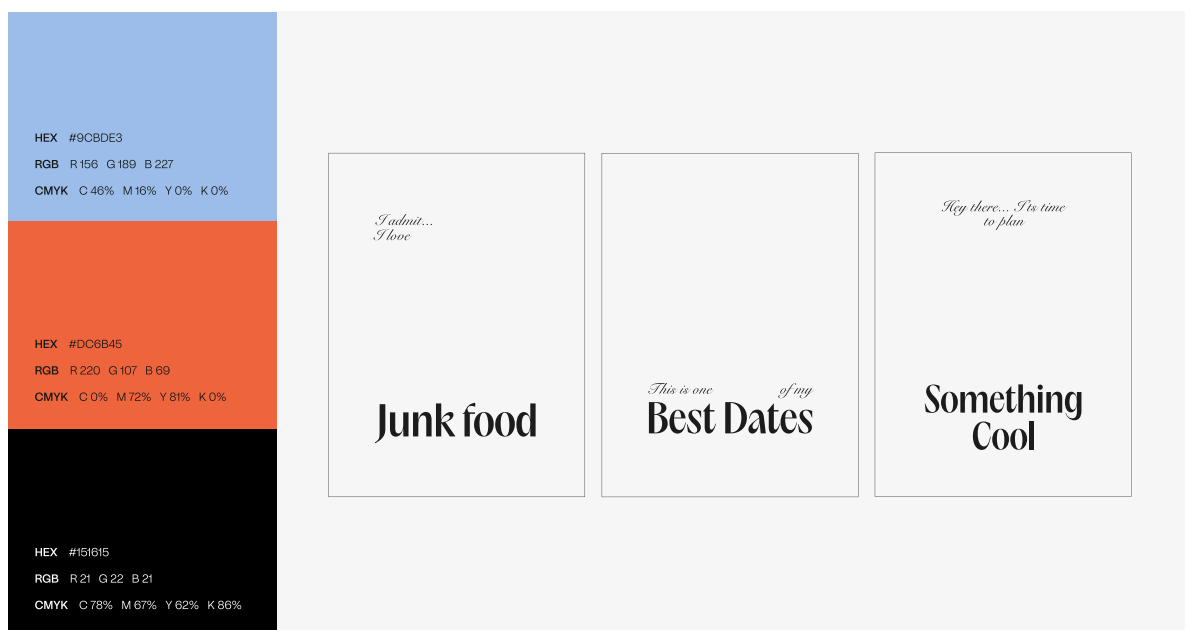 HEX #9CBDE3
RGB R 156 G 189 B 227
CMYK C 46% M 16% Y 0% K 0%
HEX #DC6B45
RGB R 220 G 107 B 69
CMYK C 0% M 72% Y 81% K 0%
HEX #151615
RGB R 21 G 22 B 21
CMYK C 78% M 67% Y 62% K 86%
I admit...
I love
Junk food
This is one of my
Best Dates
Hey there... Its time
to plan
Something
Cool